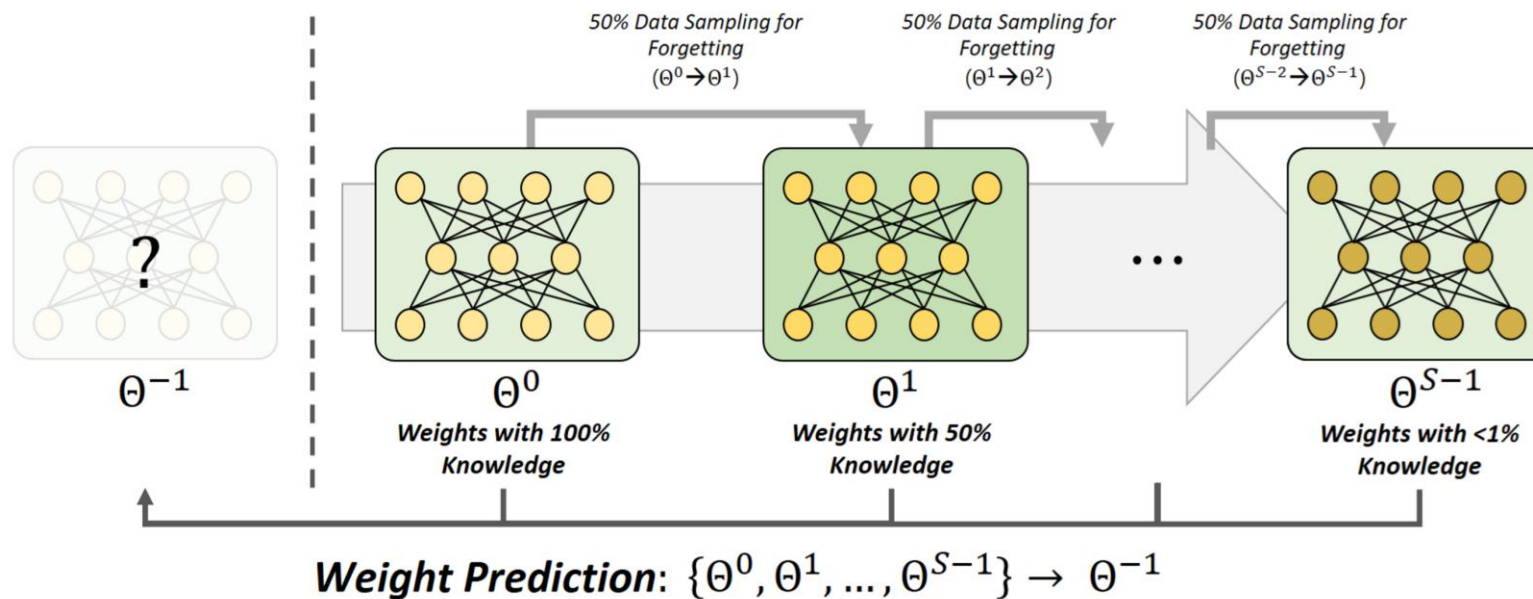 50% Data Sampling for
Forgetting
(Θ⁰→Θ¹)
50% Data Sampling for
Forgetting
(Θ¹→Θ²)
50% Data Sampling for
Forgetting
(Θ^{S-2}→Θ^{S-1})
?
...
Θ⁻¹
Θ⁰
Weights with 100%
Knowledge
Θ¹
Weights with 50%
Knowledge
Θ^{S-1}
Weights with <1%
Knowledge
Weight Prediction: {Θ⁰, Θ¹, ..., Θ^{S-1}} → Θ⁻¹